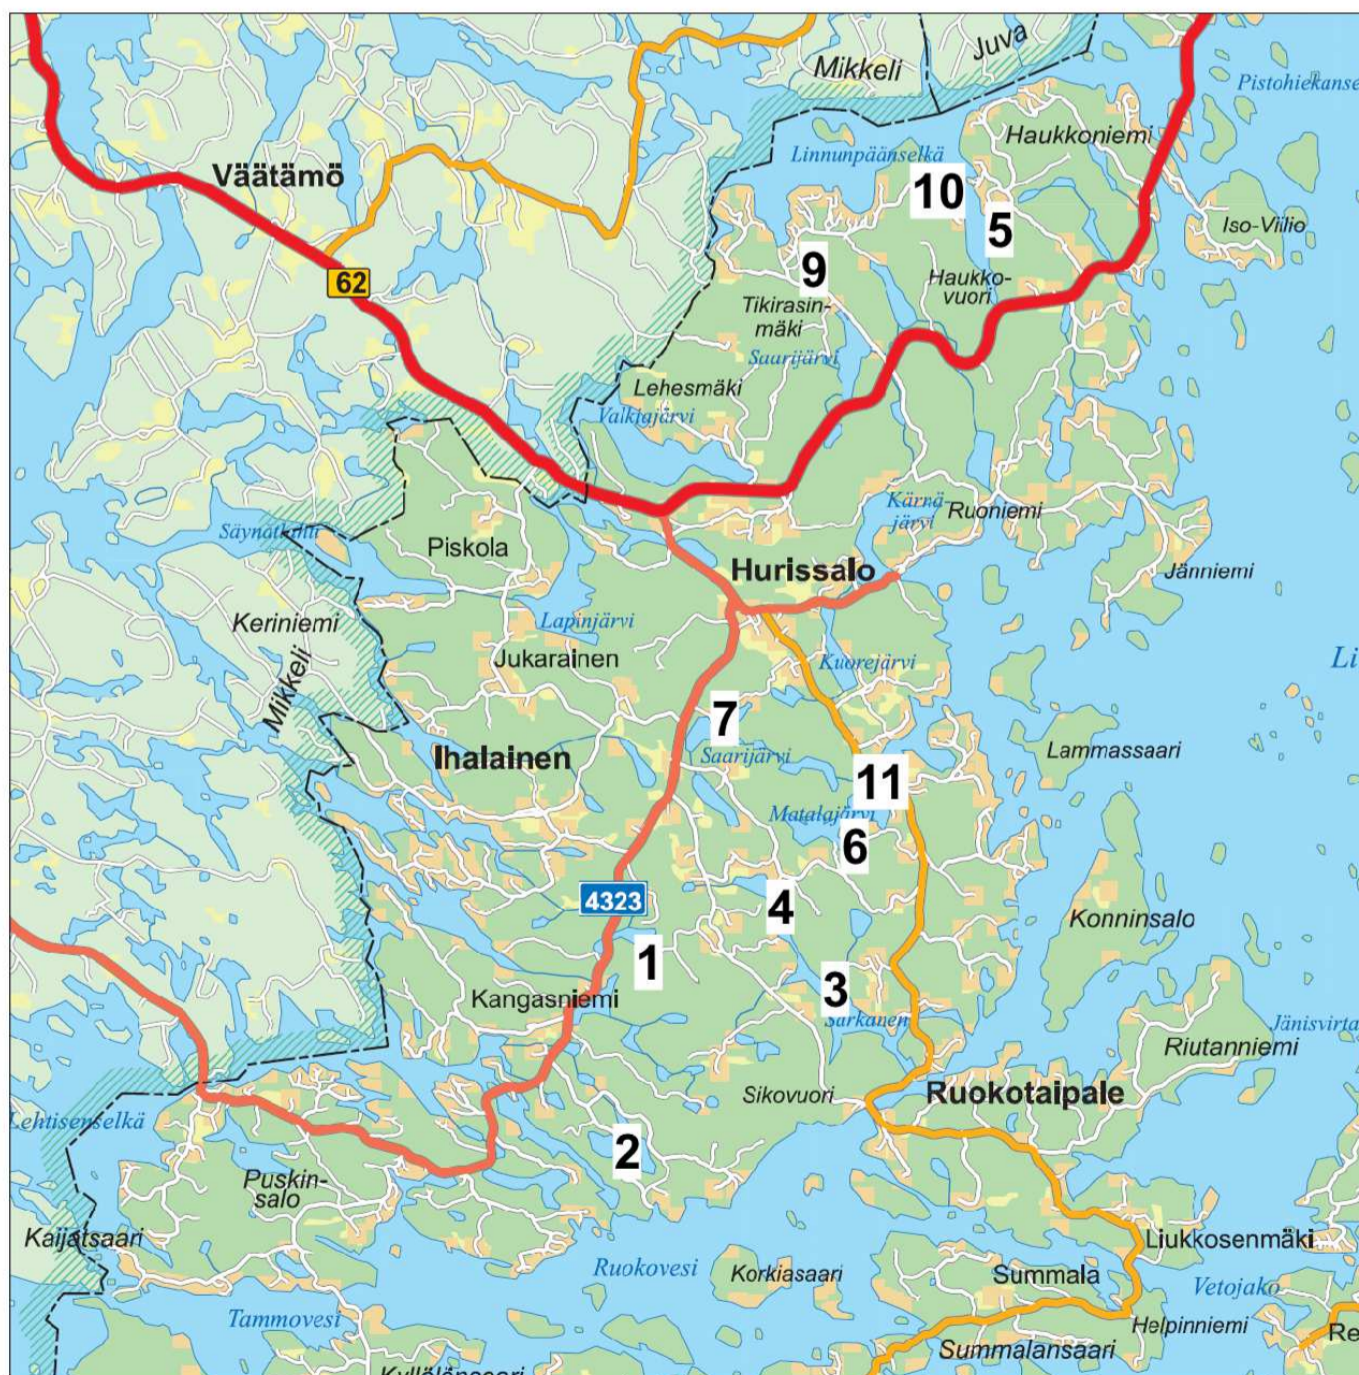 Juva
Mikkeli
Pistohiekanse
Haukkoniemi
Linnunpäänselkä
Väätämö
10
5
Iso-Viilio
62
9
Haukko-
vuori
Tikirasin-
mäki
Saarijärvi
Lehesmäki
Valkiajärvi
Kärnä-
järvi
Ruoniemi
Säynätluhti
Piskola
Hurissalo
Jänniemi
Keriniemi
Lapinjärvi
Jukarainen
Kuorejärvi
Li
Mikkeli
7
Ihalainen
Saarijärvi
Lammassaari
11
Matalajärvi
6
4323
4
Konninsalo
1
Kangasniemi
3
Sarkanen
Jänisvirta
Riutanniemi
Sikovuori
Ruokotaipale
Lehtisenselkä
2
Puskin-
salo
Kaijatsaari
Liukkosenmäki
Ruokovesi
Korkiasaari
Summala
Vetojako
Tammovesi
Helpinniemi
Re
Summalansaari
Kyllälänsaari